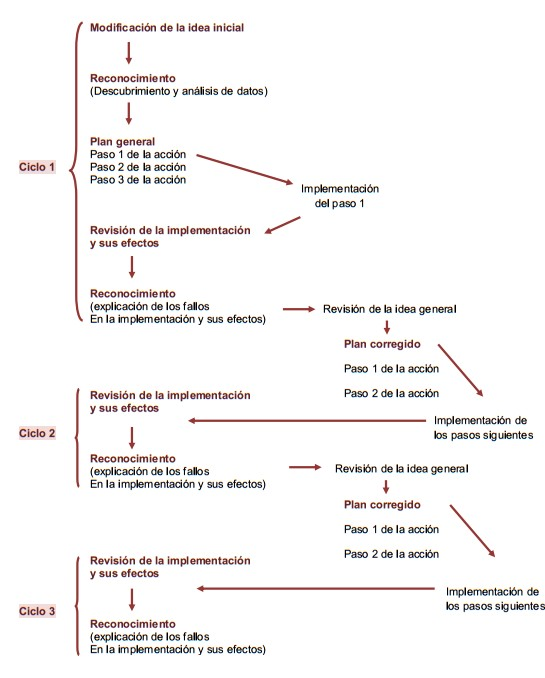 Modificación de la idea inicial
Reconocimiento
(Descubrimiento y análisis de datos)
Plan general
Paso 1 de la acción
Paso 2 de la acción
Paso 3 de la acción
Ciclo 1
Implementación
del paso 1
Revisión de la implementación
y sus efectos
Reconocimiento
(explicación de los fallos
En la implementación y sus efectos)
Revisión de la idea general
Plan corregido
Paso 1 de la acción
Paso 2 de la acción
Revisión de la implementación
y sus efectos
Implementación de
los pasos siguientes
Ciclo 2
Reconocimiento
(explicación de los fallos
En la implementación y sus efectos)
Revisión de la idea general
Plan corregido
Paso 1 de la acción
Paso 2 de la acción
Revisión de la implementación
y sus efectos
Implementación de
los pasos siguientes
Ciclo 3
Reconocimiento
(explicación de los fallos
En la implementación y sus efectos)